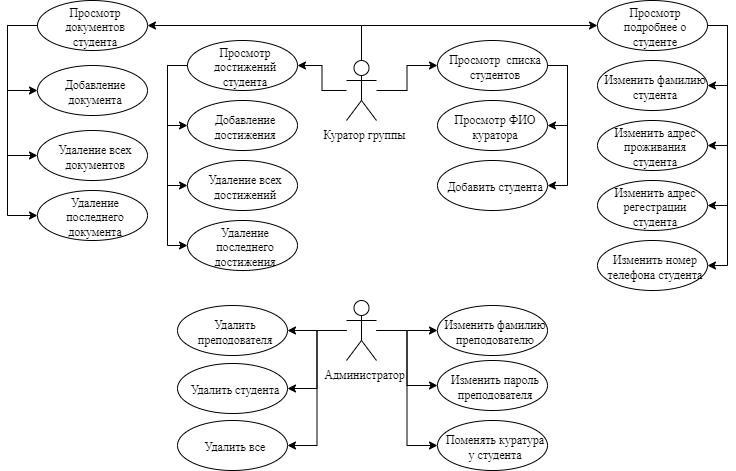 Просмотр
документов
студента
Добавление
документа
Удаление всех
документов
Удаление
последнего
документа
Просмотр
достижений
студента
Добавление
достижения
Удаление всех
достижений
Удаление
последнего
достижения
Куратор группы
Просмотр списка
студентов
Просмотр ФИО
куратора
Добавить студента
Просмотр
подробнее о
студенте
Изменить фамилию
студента
Изменить адрес
проживания
студента
Изменить адрес
регестрации
студента
Изменить номер
телефона студента
Удалить
преподователя
Удалить студента
Удалить все
Администратор
Изменить фамилию
преподователю
Изменить пароль
преподователя
Поменять куратура
у студента